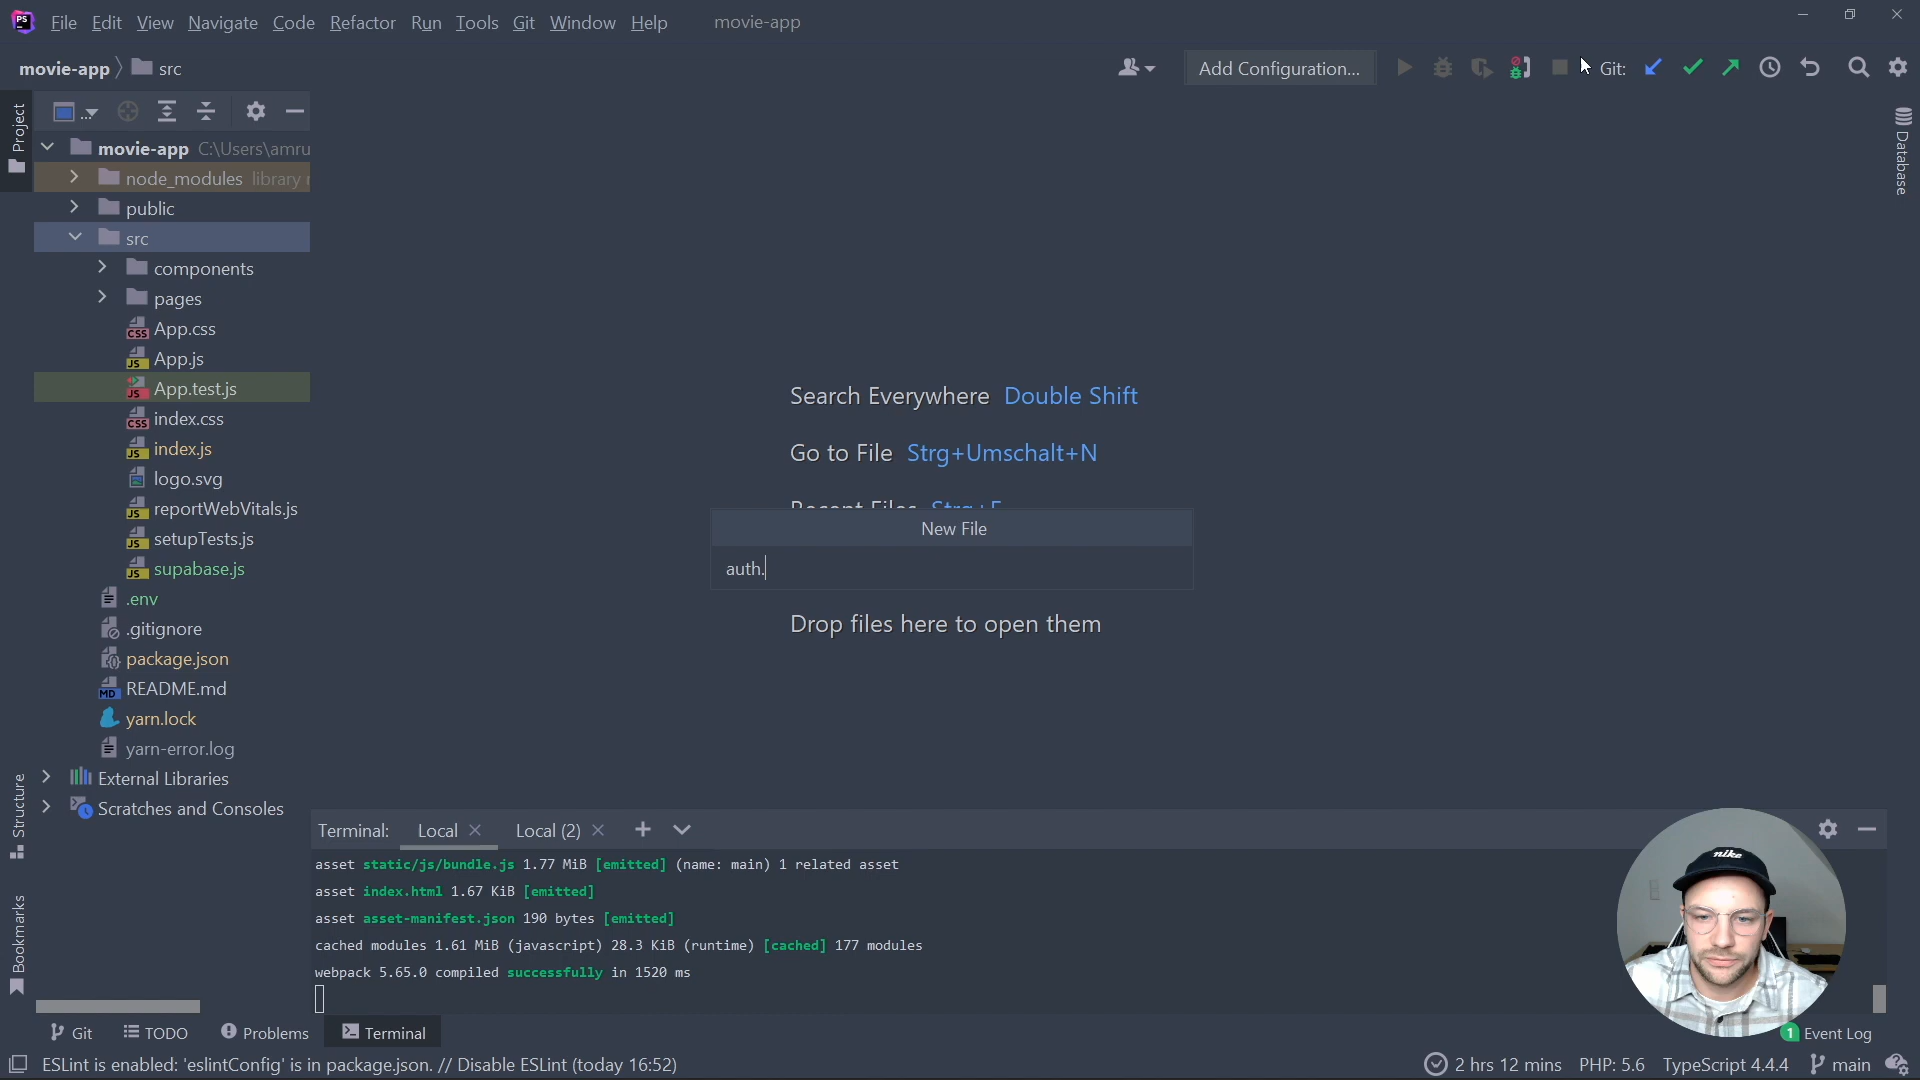 PS File Edit View Navigate Code Refactor Run Tools Git Window Help movie-app
movie-app src
Add Configuration... Git:
Project
Database
movie-app C:\Users\amru
node_modules library
public
src
components
pages
App.css
App.js
App.test.js
index.css
index.js
logo.svg
reportWebVitals.js
setupTests.js
supabase.js
.env
.gitignore
package.json
README.md
yarn.lock
yarn-error.log
External Libraries
Scratches and Consoles
Search Everywhere Double Shift
Go to File Strg+Umschalt+N
Recent Files Strg+E
New File
auth.
Drop files here to open them
Structure
Bookmarks
Terminal: Local Local (2)
asset static/js/bundle.js 1.77 MiB [emitted] (name: main) 1 related asset
asset index.html 1.67 KiB [emitted]
asset asset-manifest.json 190 bytes [emitted]
cached modules 1.61 MiB (javascript) 28.3 KiB (runtime) [cached] 177 modules
webpack 5.65.0 compiled successfully in 1520 ms
nike
Git TODO Problems Terminal 1 Event Log
ESLint is enabled: 'eslintConfig' is in package.json. // Disable ESLint (today 16:52) 2 hrs 12 mins PHP: 5.6 TypeScript 4.4.4 main